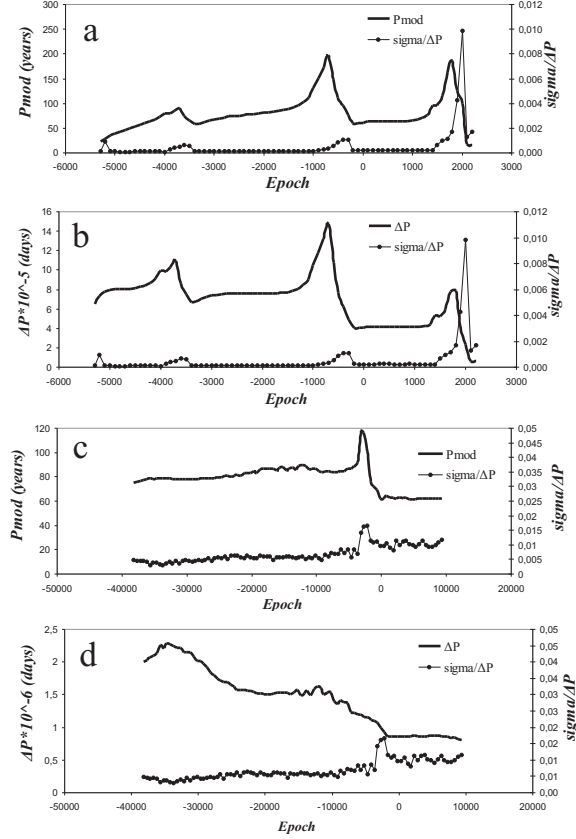 a
Pmod (years)
300
250
200
150
100
50
0
Pmod
sigma/ΔP
0,010
0,008
0,006
0,004
0,002
0,000
sigma/ΔP
-6000 -5000 -4000 -3000 -2000 -1000 0 1000 2000 3000
Epoch
b
ΔP*10^-5 (days)
16
14
12
10
8
6
4
2
0
ΔP
sigma/ΔP
0,012
0,010
0,008
0,006
0,004
0,002
0,000
sigma/ΔP
-6000 -5000 -4000 -3000 -2000 -1000 0 1000 2000 3000
Epoch
c
Pmod (years)
120
100
80
60
40
20
0
Pmod
sigma/ΔP
0,05
0,045
0,04
0,035
0,03
0,025
0,02
0,015
0,01
0,005
0
sigma/ΔP
-50000 -40000 -30000 -20000 -10000 0 10000 20000
Epoch
d
ΔP*10^-6 (days)
2,5
2
1,5
1
0,5
0
ΔP
sigma/ΔP
0,05
0,05
0,04
0,04
0,03
0,03
0,02
0,02
0,01
0,01
0,00
sigma/ΔP
-50000 -40000 -30000 -20000 -10000 0 10000 20000
Epoch